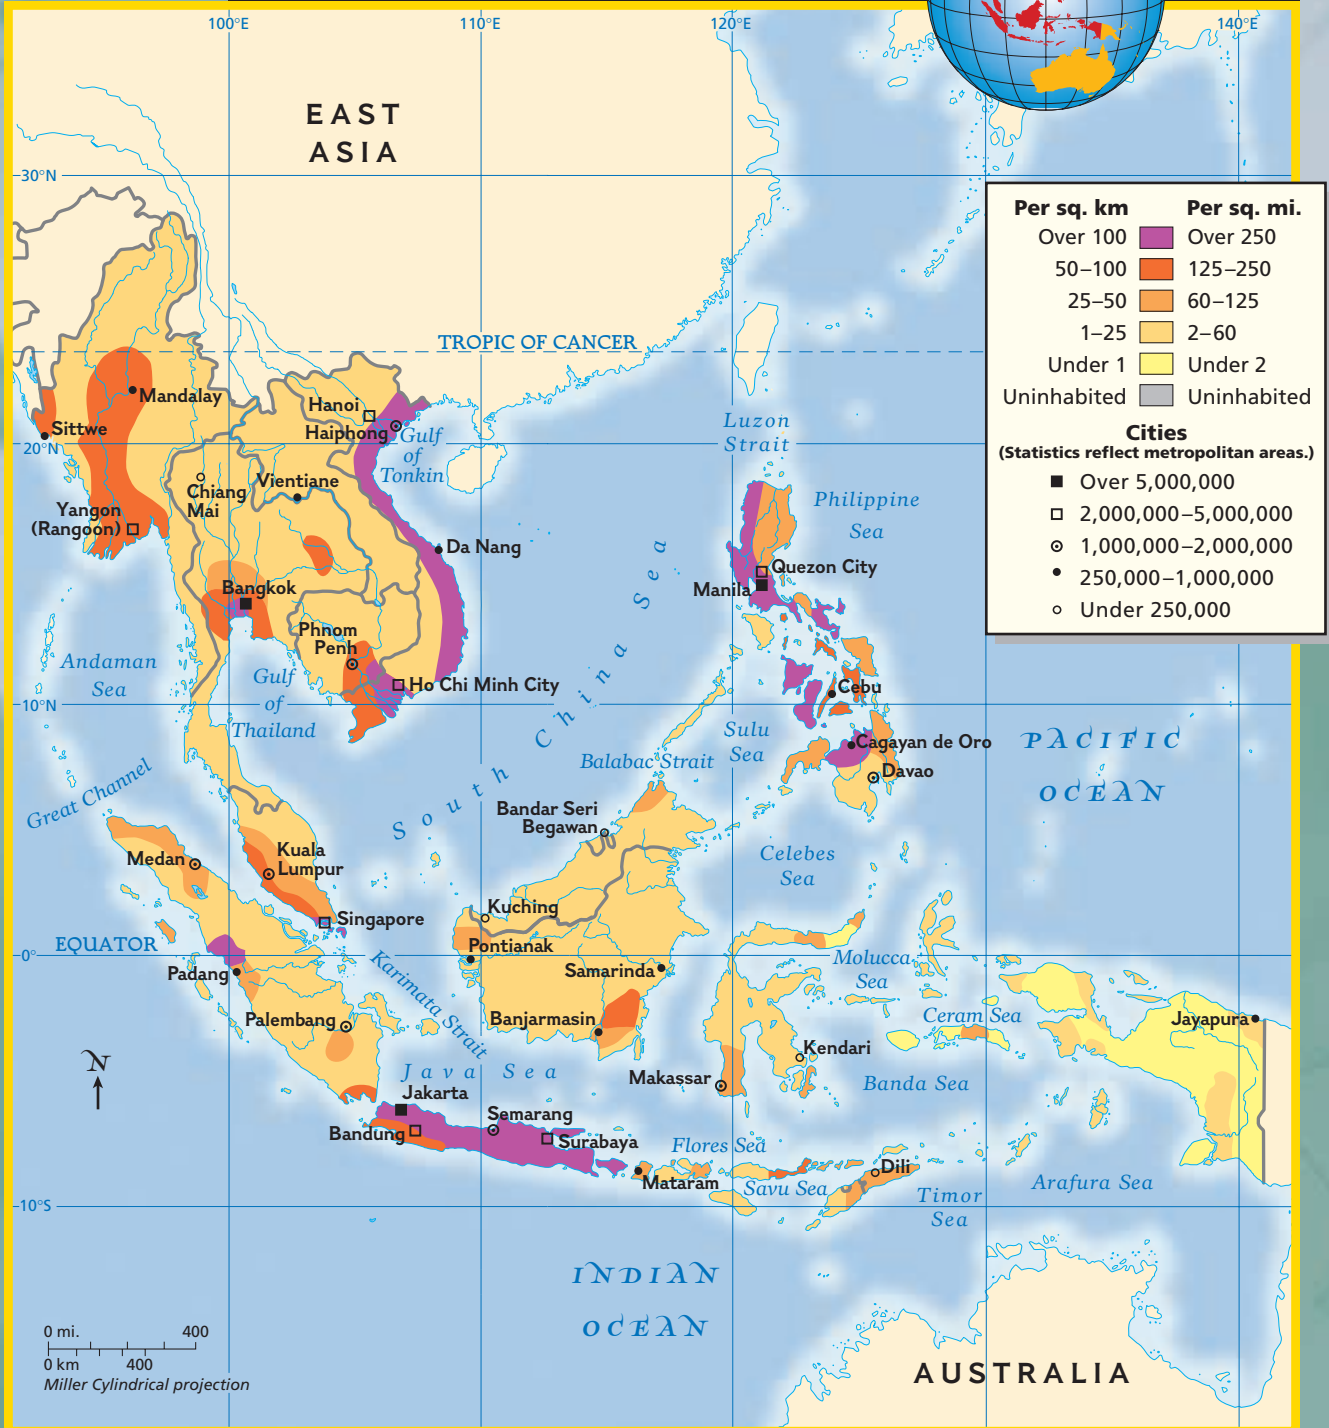 100°E
110°E
120°E
140°E
EAST
ASIA
30°N
Per sq. km Per sq. mi.
Over 100 Over 250
50–100 125–250
25–50 60–125
1–25 2–60
Under 1 Under 2
Uninhabited Uninhabited
Cities
(Statistics reflect metropolitan areas.)
Over 5,000,000
2,000,000–5,000,000
1,000,000–2,000,000
250,000–1,000,000
Under 250,000
TROPIC OF CANCER
Mandalay
Hanoi
Haiphong
Gulf
of
Tonkin
Luzon
Strait
Sittwe
20°N
Chiang
Mai
Vientiane
Yangon
(Rangoon)
Philippine
Sea
Da Nang
Quezon City
Manila
Bangkok
Phnom
Penh
Andaman
Sea
Gulf
of
Thailand
Ho Chi Minh City
South China Sea
Cebu
10°N
Sulu
Sea
Cagayan de Oro
Davao
PACIFIC
OCEAN
Balabac Strait
Great Channel
Bandar Seri
Begawan
Medan
Kuala
Lumpur
Celebes
Sea
Singapore
Kuching
EQUATOR
0°
Pontianak
Padang
Karimata Strait
Samarinda
Molucca
Sea
Palembang
Banjarmasin
Ceram Sea
Jayapura
N
Kendari
Java Sea
Makassar
Banda Sea
Jakarta
Semarang
Bandung
Surabaya
Flores Sea
Mataram
Savu Sea
Dili
Timor
Sea
Arafura Sea
10°S
INDIAN
OCEAN
0 mi. 400
0 km 400
Miller Cylindrical projection
AUSTRALIA